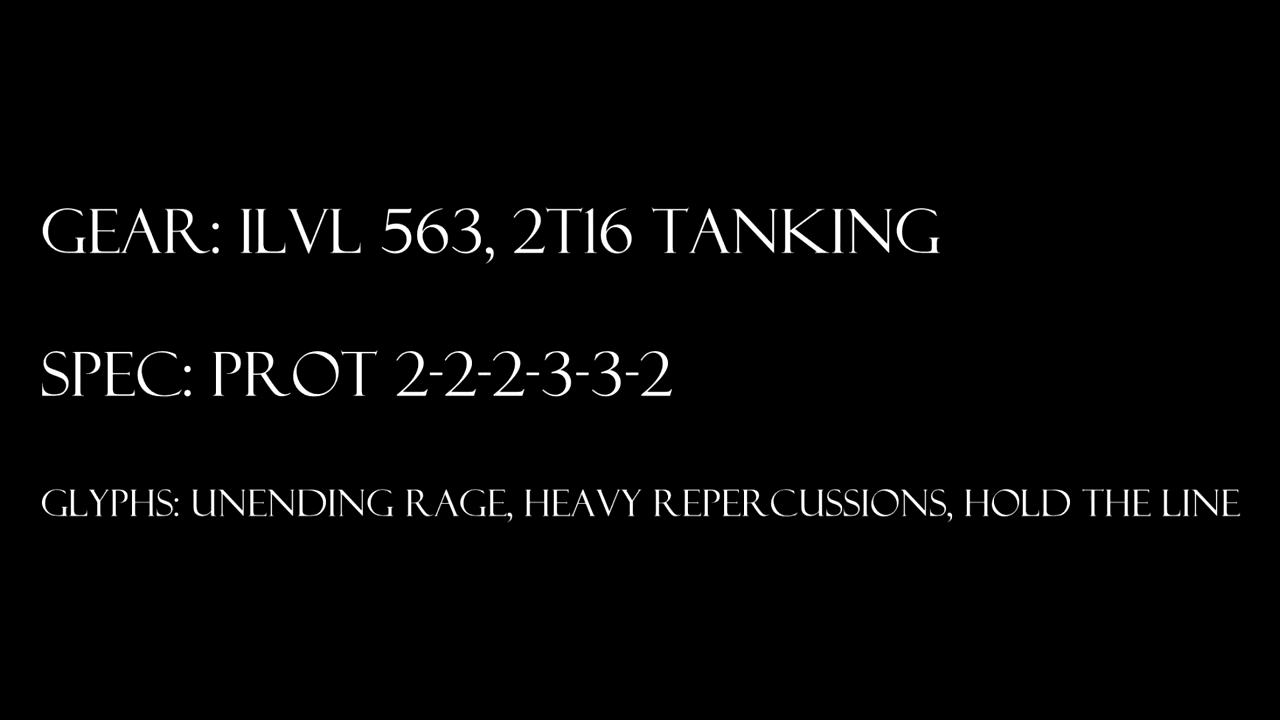 GEAR: ILVL 563, 2T16 TANKING
SPEC: PROT 2-2-2-3-3-2
GLYPHS: UNENDING RAGE, HEAVY REPERCUSSIONS, HOLD THE LINE